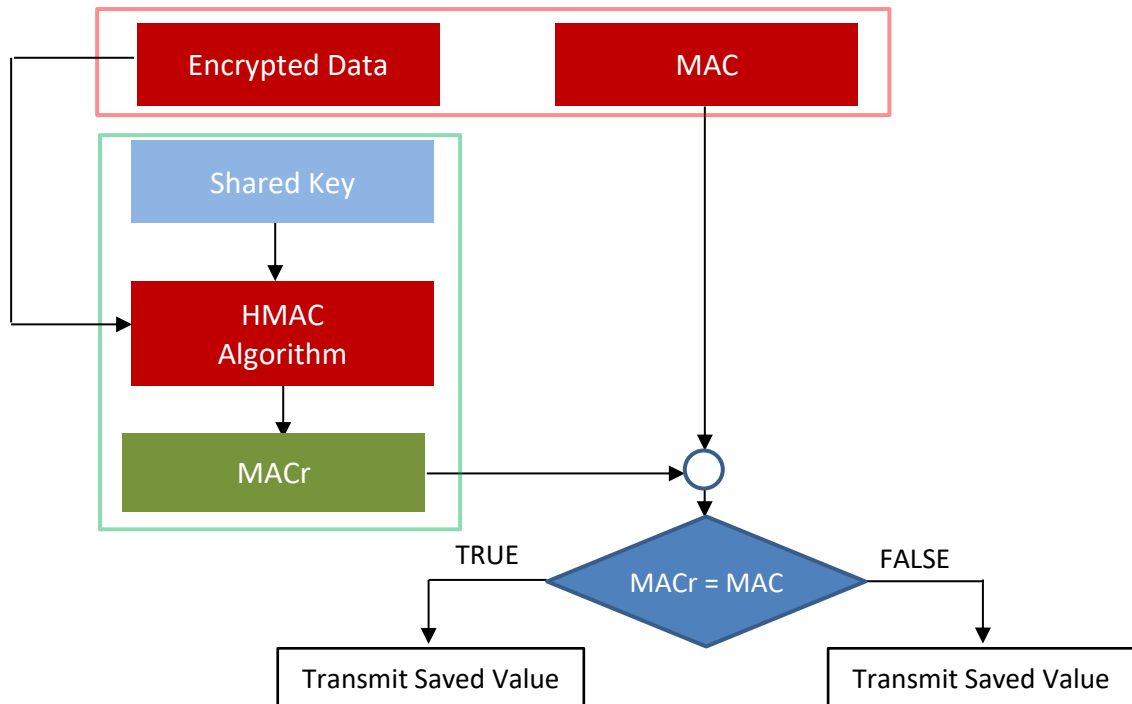 Encrypted Data
MAC
Shared Key
HMAC
Algorithm
MACr
TRUE
FALSE
MACr = MAC
Transmit Saved Value
Transmit Saved Value